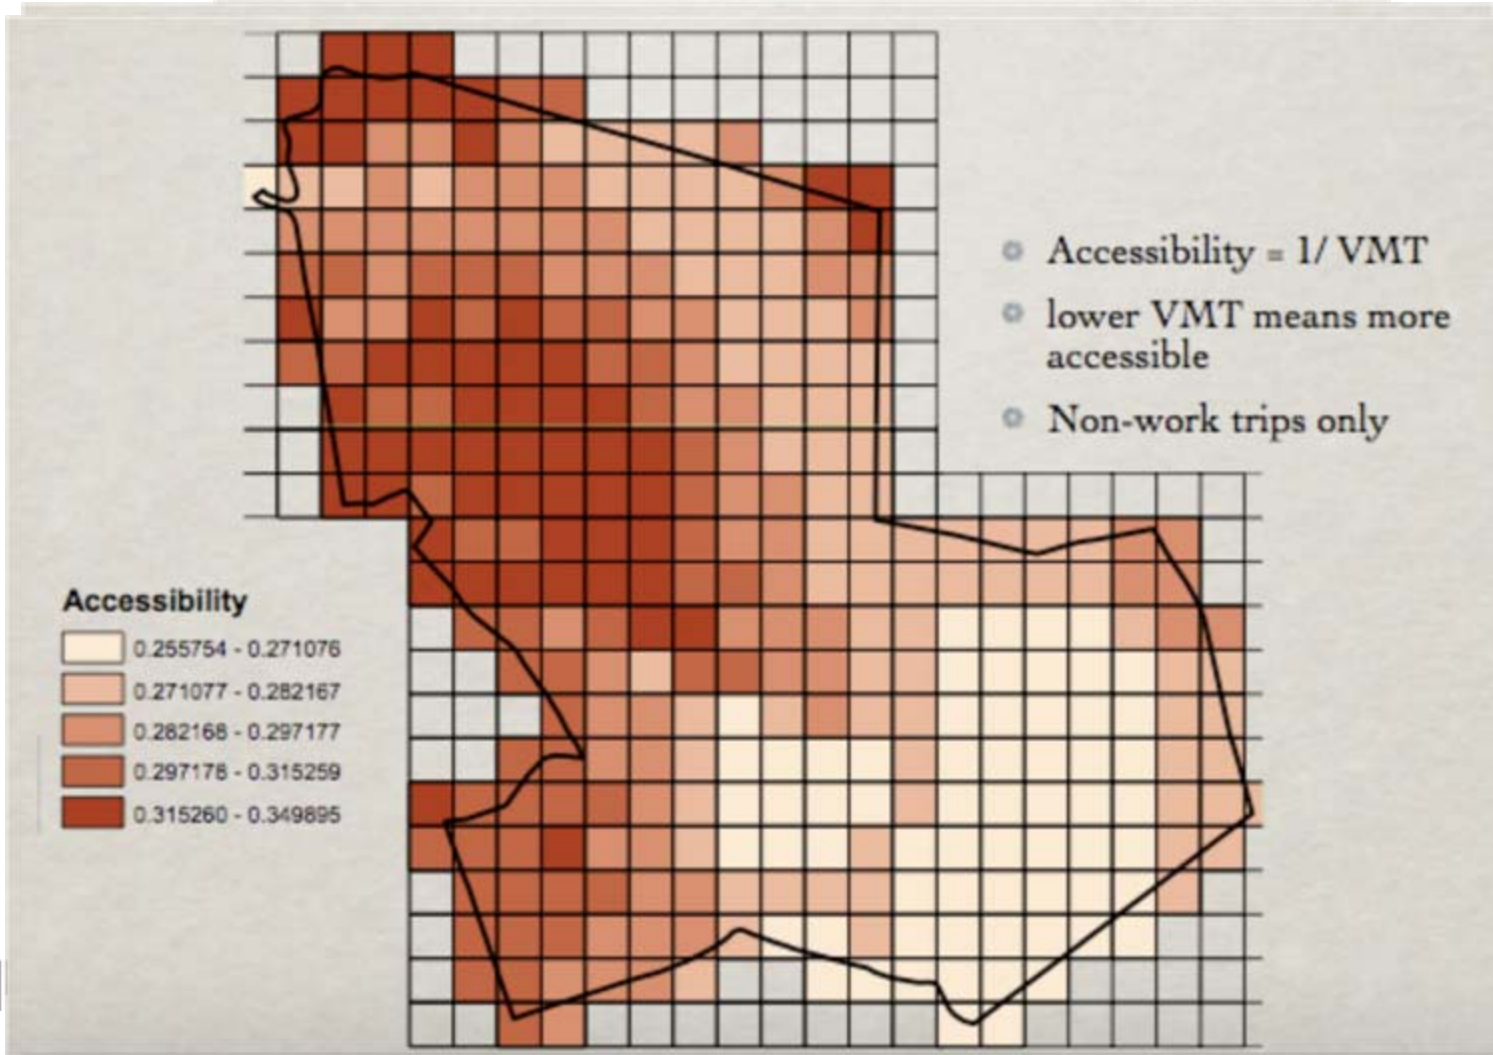 Accessibility = 1/ VMT
lower VMT means more
accessible
Non-work trips only
Accessibility
0.255754 - 0.271076
0.271077 - 0.282167
0.282168 - 0.297177
0.297178 - 0.315259
0.315260 - 0.349895